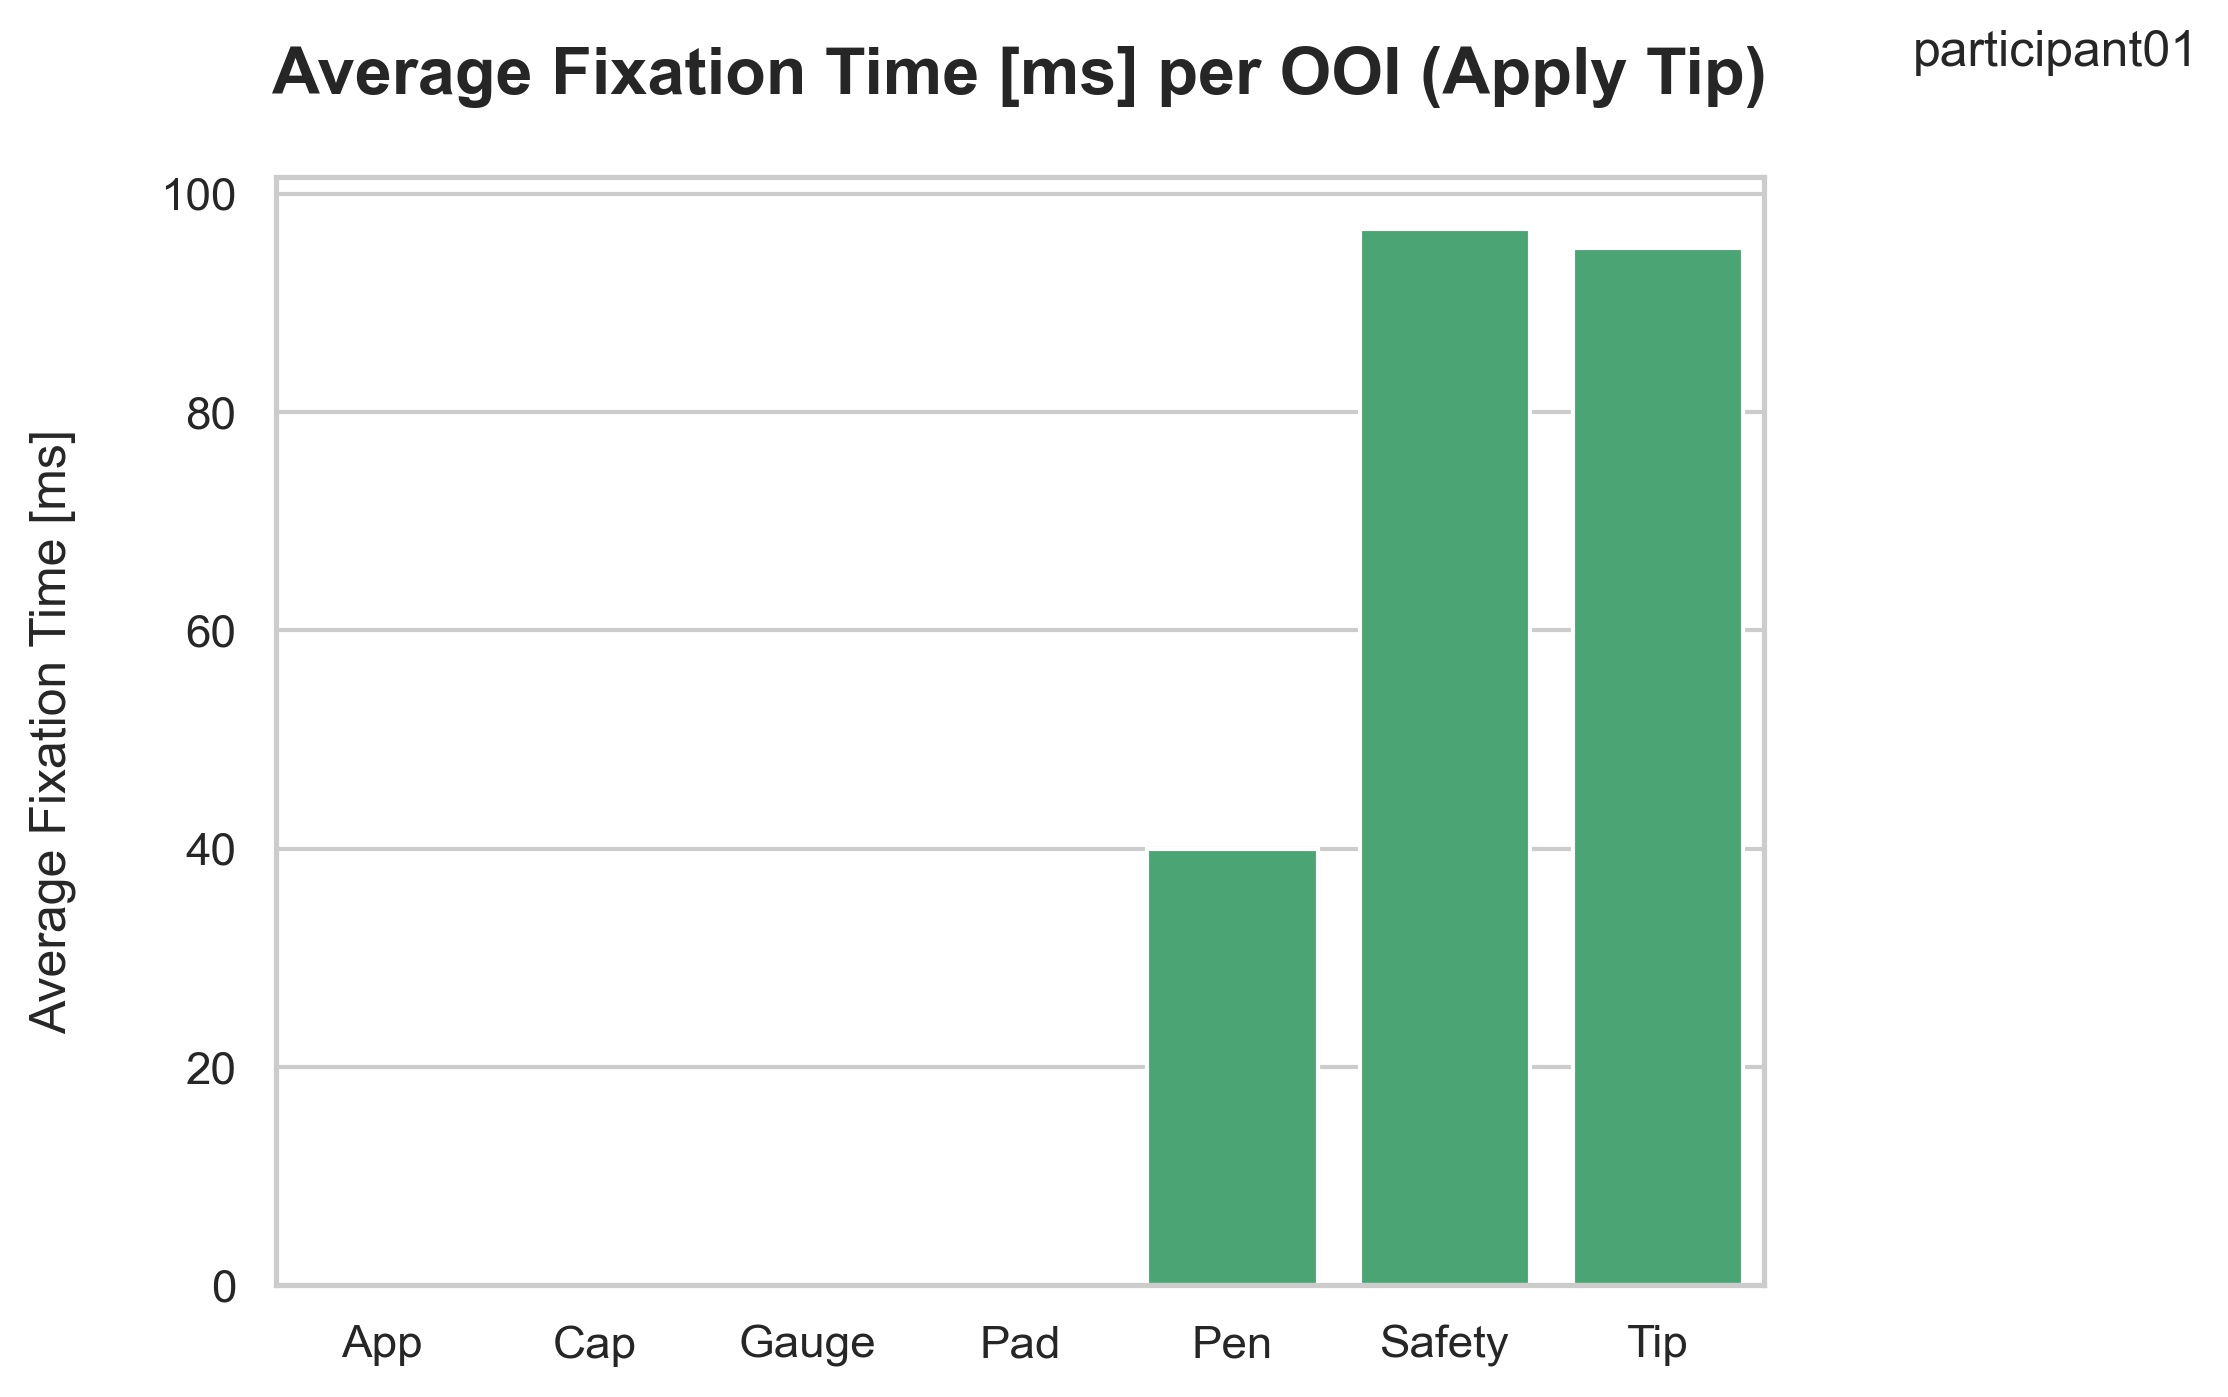 participant01
Average Fixation Time [ms] per OOI (Apply Tip)
Average Fixation Time [ms]
100
80
60
40
20
0
App Cap Gauge Pad Pen Safety Tip